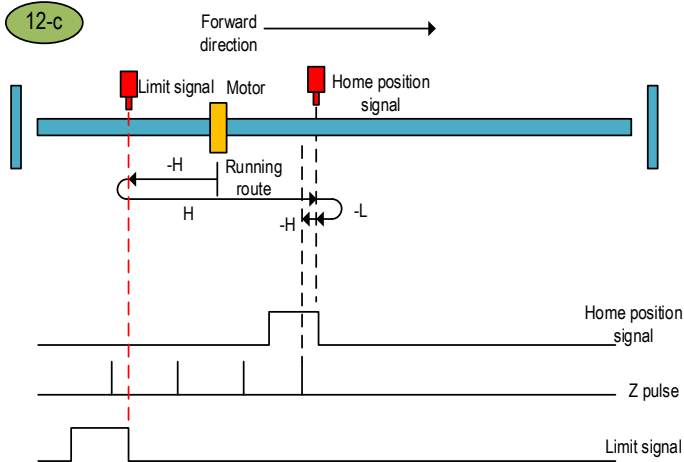 12-c
Forward
direction
Limit signal
Motor
Home position
signal
-H
Running
route
H
-H
-L
Home position
signal
Z pulse
Limit signal